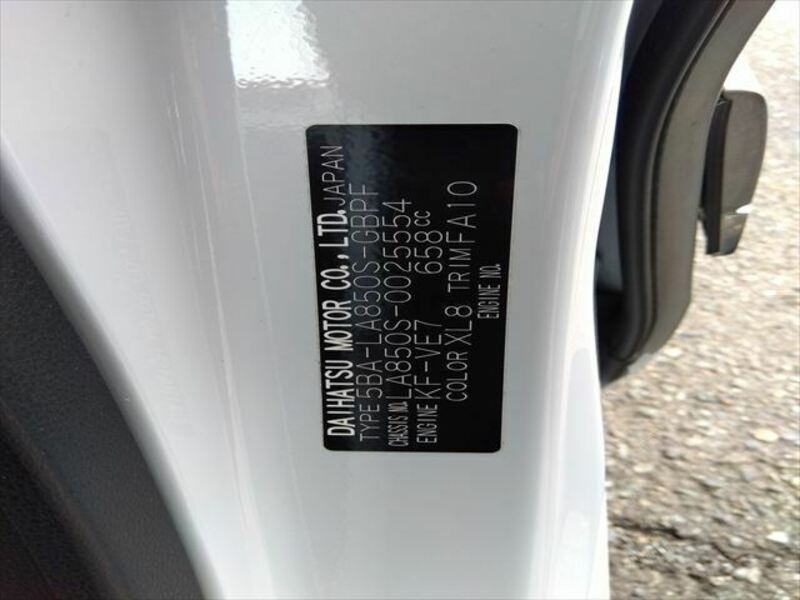 DAIHATSU MOTOR CO., LTD. JAPAN
TYPE 5BA-LA850S-GBPF
CHASSIS NO. LA850S-0025554
ENGINE KF-VE7 658cc
COLOR XL8 TRIM FA10
ENGINE NO.